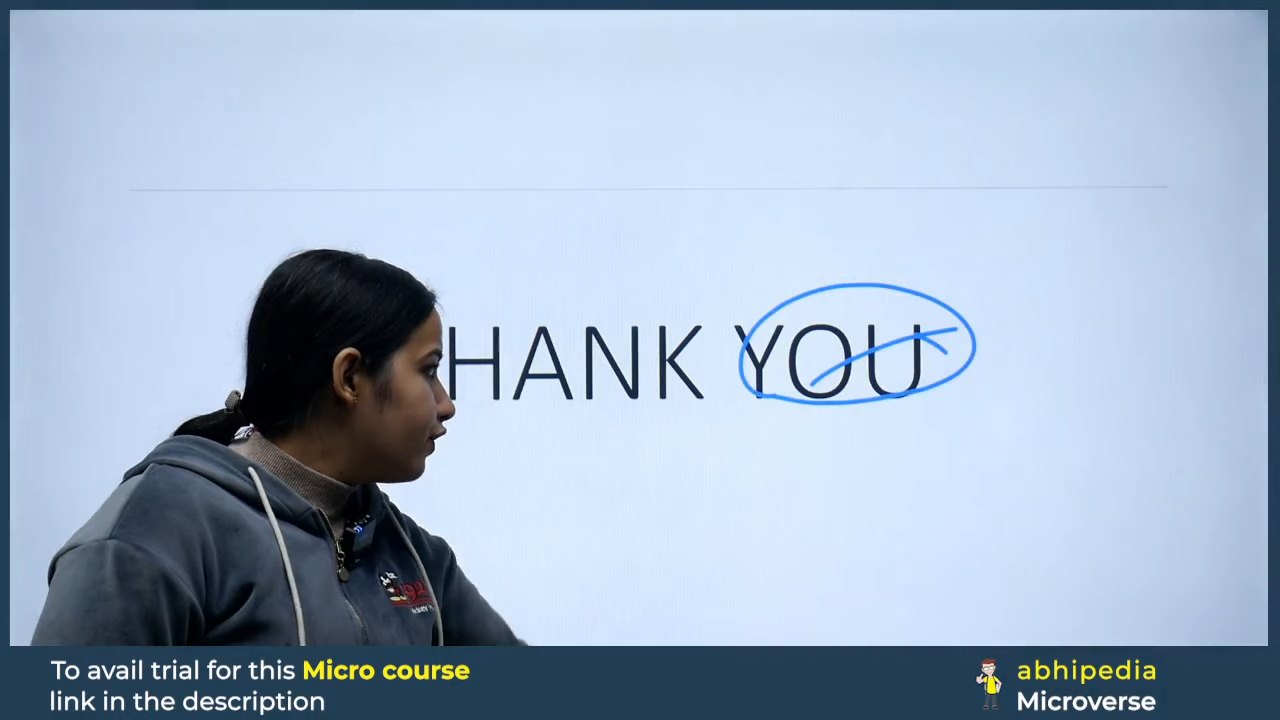 HANK YOU
To avail trial for this Micro course
link in the description
abhipedia
Microverse